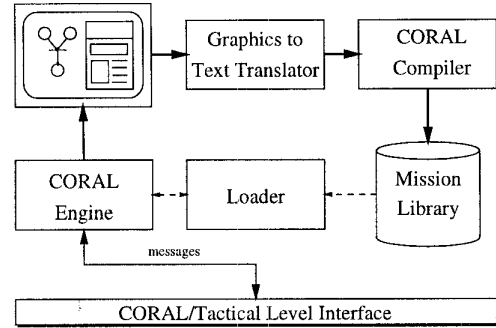 Graphics to
Text Translator
CORAL
Compiler
CORAL
Engine
Loader
Mission
Library
messages
CORAL/Tactical Level Interface